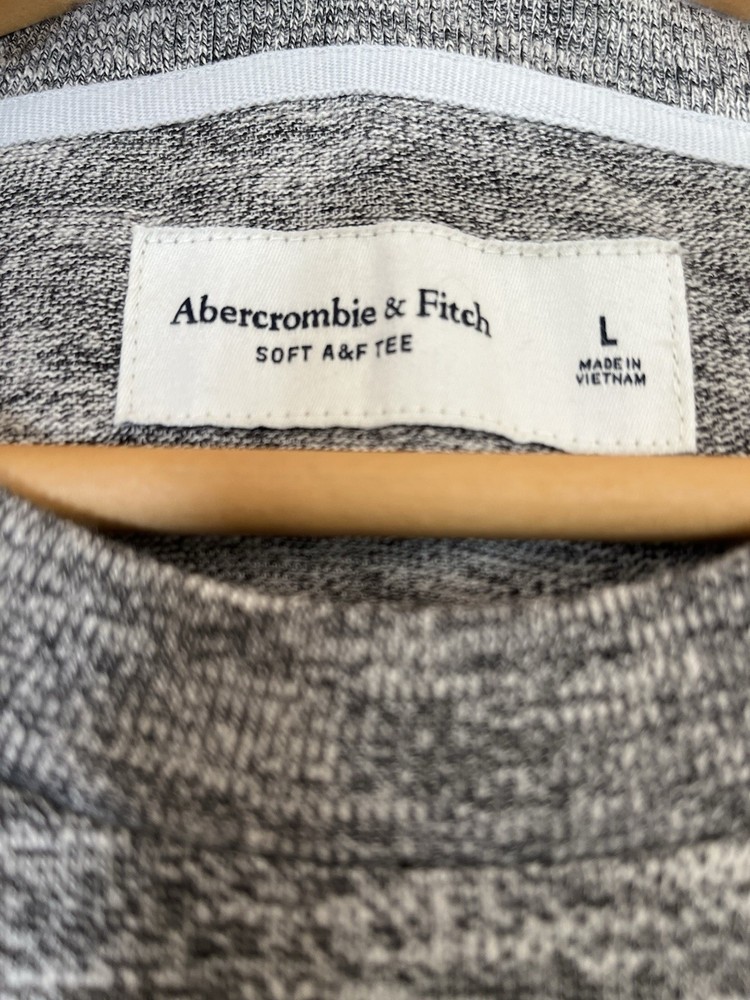 Abercrombie & Fitch
SOFT A&F TEE
L
MADE IN
VIETNAM